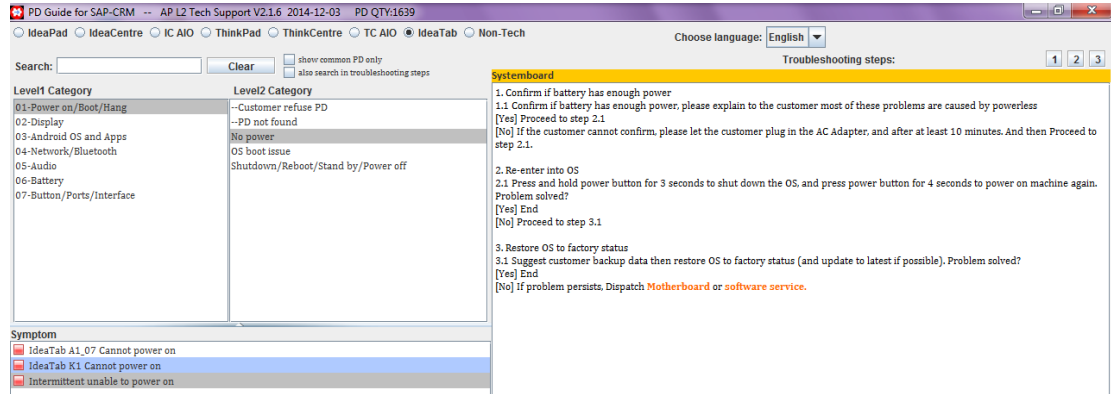 PD Guide for SAP-CRM -- AP L2 Tech Support V2.1.6 2014-12-03 PD QTY:1639
IdeaPad IdeaCentre IC AIO ThinkPad ThinkCentre TC AIO IdeaTab Non-Tech
Choose language: English
Search: Clear
show common PD only
also search in troubleshooting steps
Troubleshooting steps: 1 2 3
Level1 Category
01-Power on/Boot/Hang
02-Display
03-Android OS and Apps
04-Network/Bluetooth
05-Audio
06-Battery
07-Button/Ports/Interface
Level2 Category
--Customer refuse PD
--PD not found
No power
OS boot issue
Shutdown/Reboot/Stand by/Power off
Symptom
IdeaTab A1_07 Cannot power on
IdeaTab K1 Cannot power on
Intermittent unable to power on
Systemboard
1. Confirm if battery has enough power
1.1 Confirm if battery has enough power, please explain to the customer most of these problems are caused by powerless
[Yes] Proceed to step 2.1
[No] If the customer cannot confirm, please let the customer plug in the AC Adapter, and after at least 10 minutes. And then Proceed to
step 2.1.
2. Re-enter into OS
2.1 Press and hold power button for 3 seconds to shut down the OS, and press power button for 4 seconds to power on machine again.
Problem solved?
[Yes] End
[No] Proceed to step 3.1
3. Restore OS to factory status
3.1 Suggest customer backup data then restore OS to factory status (and update to latest if possible). Problem solved?
[Yes] End
[No] If problem persists, Dispatch Motherboard or software service.